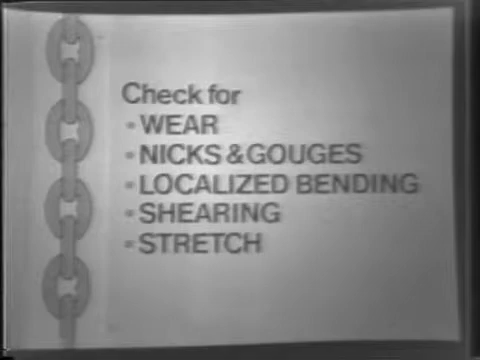 Check for
• WEAR
• NICKS & GOUGES
• LOCALIZED BENDING
• SHEARING
• STRETCH